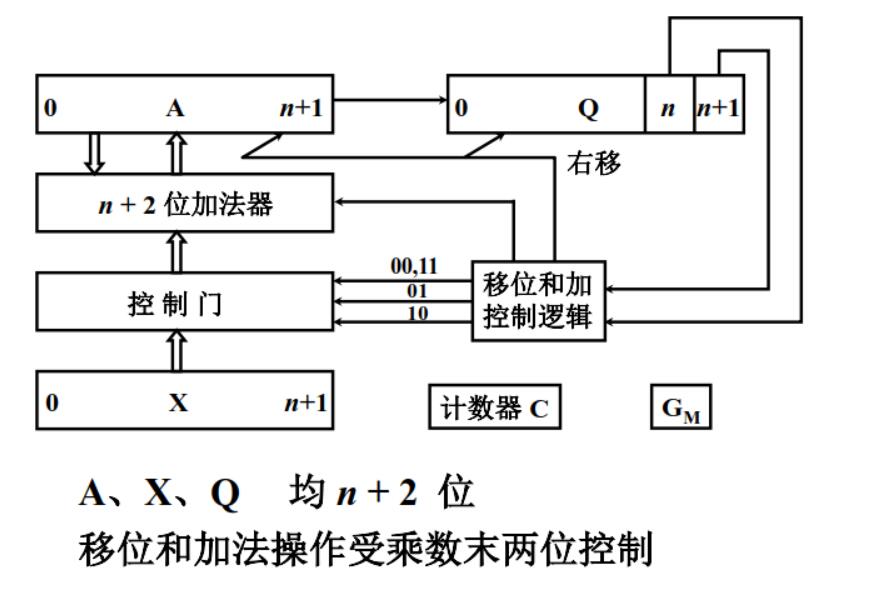 0 A n+1
0 Q n n+1
右移
n + 2 位加法器
00,11
01
10
控 制 门
移位和加
控制逻辑
0 X n+1
计数器 C
GM
A、X、Q 均 n + 2 位
移位和加法操作受乘数末两位控制